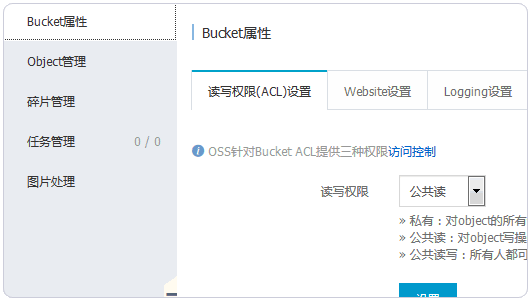 Bucket属性
Object管理
碎片管理
任务管理 0 / 0
图片处理
Bucket属性
读写权限(ACL)设置 Website设置 Logging设置
OSS针对Bucket ACL提供三种权限访问控制
读写权限 公共读
» 私有：对object的所有
» 公共读：对object写操
» 公共读写：所有人都可
设置